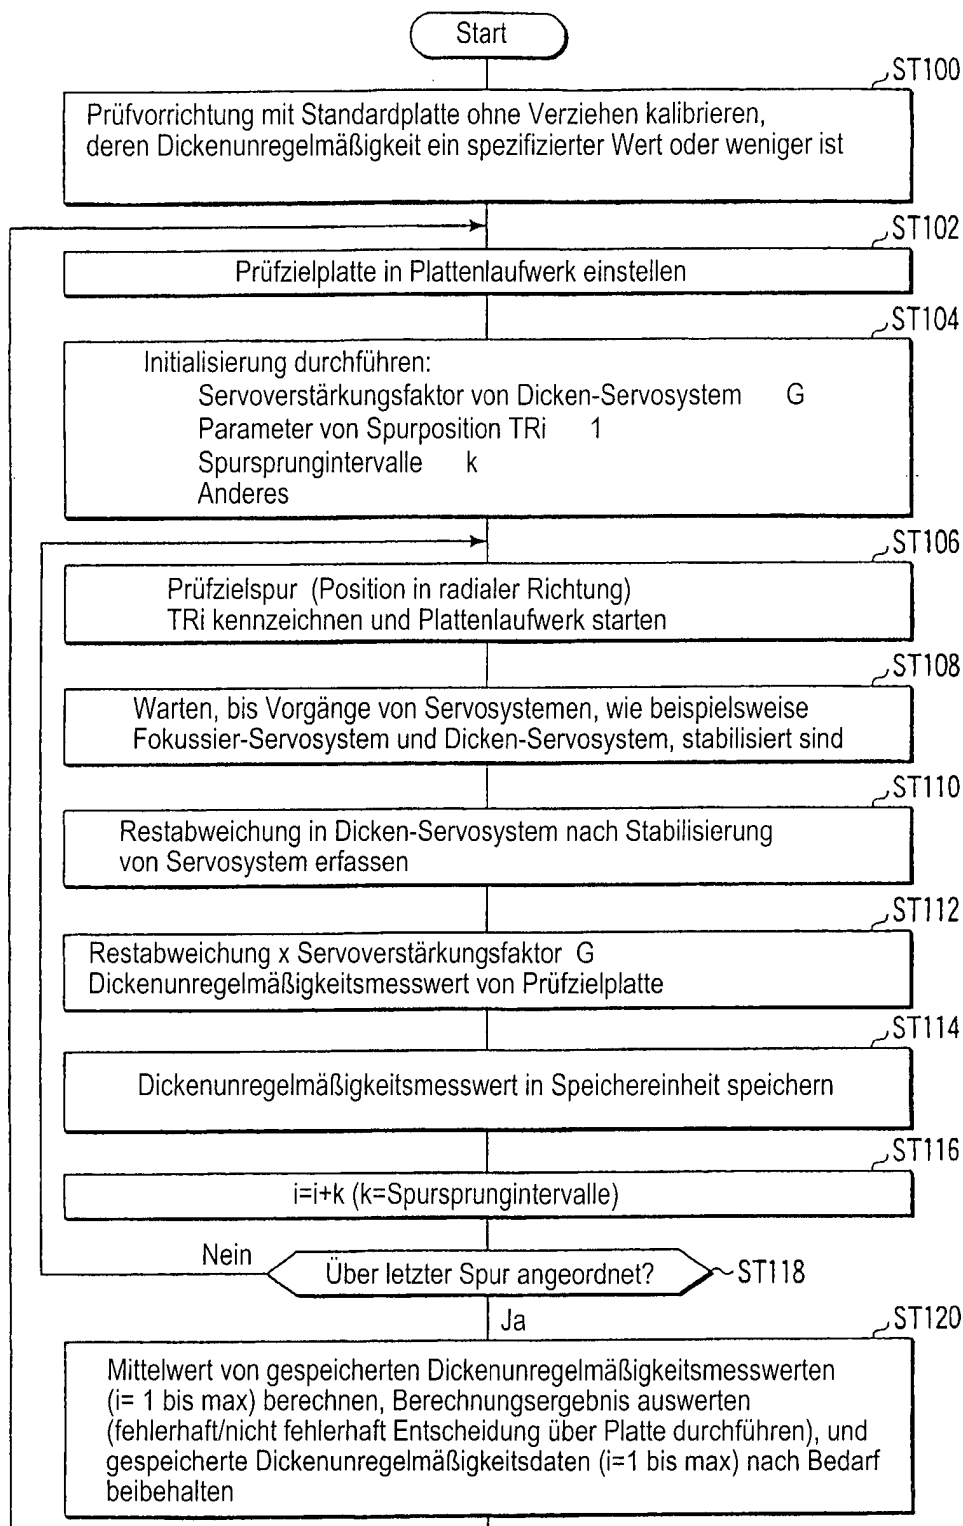 Start
ST100
Prüfvorrichtung mit Standardplatte ohne Verziehen kalibrieren,
deren Dickenunregelmäßigkeit ein spezifizierter Wert oder weniger ist
ST102
Prüfzielplatte in Plattenlaufwerk einstellen
ST104
Initialisierung durchführen:
Servoverstärkungsfaktor von Dicken-Servosystem G
Parameter von Spurposition TRi 1
Spursprungintervalle k
Anderes
ST106
Prüfzielspur (Position in radialer Richtung)
TRi kennzeichnen und Plattenlaufwerk starten
ST108
Warten, bis Vorgänge von Servosystemen, wie beispielsweise
Fokussier-Servosystem und Dicken-Servosystem, stabilisiert sind
ST110
Restabweichung in Dicken-Servosystem nach Stabilisierung
von Servosystem erfassen
ST112
Restabweichung x Servoverstärkungsfaktor G
Dickenunregelmäßigkeitsmesswert von Prüfzielplatte
ST114
Dickenunregelmäßigkeitsmesswert in Speichereinheit speichern
ST116
i=i+k (k=Spursprungintervalle)
Nein
Über letzter Spur angeordnet?
ST118
Ja
ST120
Mittelwert von gespeicherten Dickenunregelmäßigkeitsmesswerten
(i= 1 bis max) berechnen, Berechnungsergebnis auswerten
(fehlerhaft/nicht fehlerhaft Entscheidung über Platte durchführen), und
gespeicherte Dickenunregelmäßigkeitsdaten (i=1 bis max) nach Bedarf
beibehalten